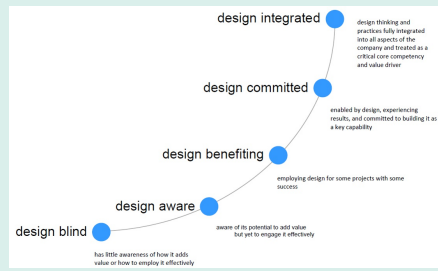 design integrated
design thinking and
practices fully integrated
into all aspects of the
company and treated as a
critical core competency
and value driver
design committed
enabled by design, experiencing
results, and committed to building it as
a key capability
design benefiting
employing design for some projects with some
success
design aware
aware of its potential to add value
but yet to engage it effectively
design blind
has little awareness of how it adds
value or how to employ it effectively